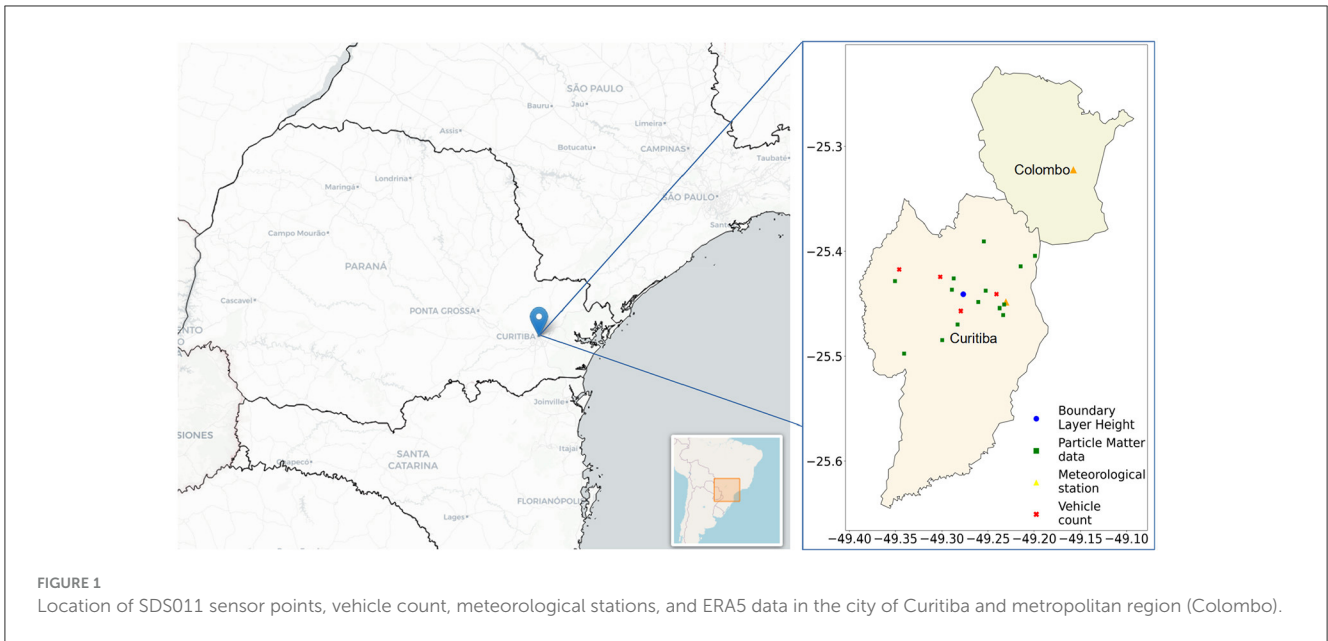 SÃO PAULO
Bauru
Jaú
Limeira
Assis
Botucatu
CAMPINAS
Taubaté
Londrina
Maringá
SÃO PAULO
Campo Mourão
PARANÁ
Cascavel
PONTA GROSSA
CURITIBA
Joinville
SIONES
SANTA
CATARINA
Itajaí
Chapecó
FLORIANÓPOL
Lages
−25.3
−25.4
−25.5
−25.6
Colombo
Curitiba
Boundary
Layer Height
Particle Matter
data
Meteorological
station
Vehicle
count
−49.40 −49.35 −49.30 −49.25 −49.20 −49.15 −49.10
FIGURE 1
Location of SDS011 sensor points, vehicle count, meteorological stations, and ERA5 data in the city of Curitiba and metropolitan region (Colombo).